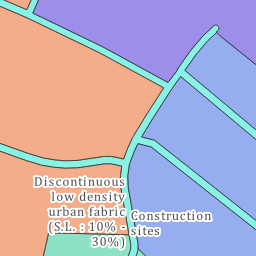 Discontinuous
low density
urban fabric
(S.L. : 10% -
30%)
Construction
sites